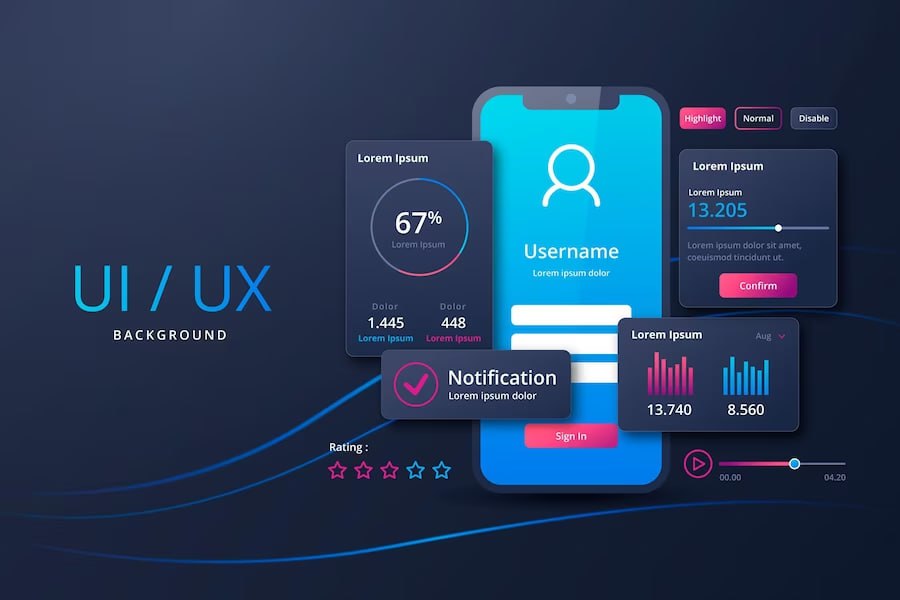 UI / UX
BACKGROUND
Lorem Ipsum
67%
Lorem Ipsum
Dolor
1.445
Lorem Ipsum
Dolor
448
Lorem Ipsum
Notification
Lorem ipsum dolor
Rating :
Username
Lorem ipsum dolor
Sign In
Highlight
Normal
Disable
Lorem Ipsum
Lorem Ipsum
13.205
Lorem ipsum dolor sit amet,
coeuismod tincidunt ut.
Confirm
Lorem Ipsum
Aug
13.740
8.560
00.00
04.20